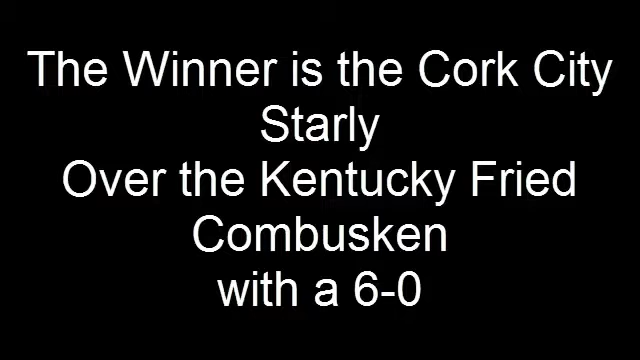 The Winner is the Cork City
Starly
Over the Kentucky Fried
Combusken
with a 6-0